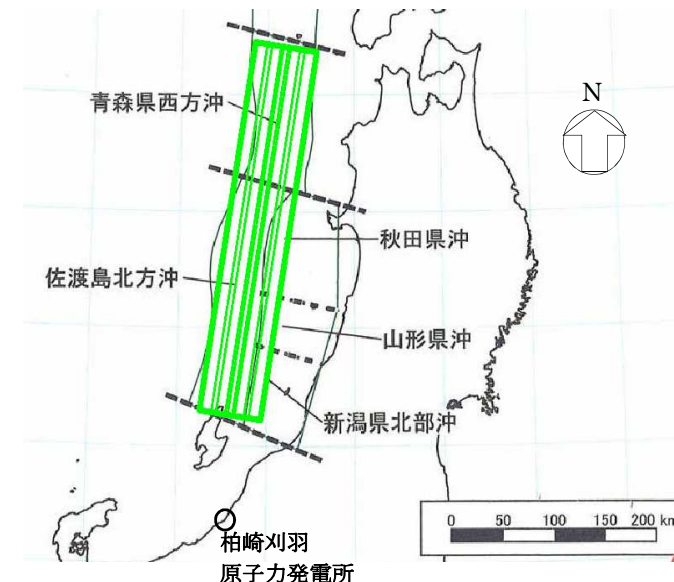 N
青森県西方沖
秋田県沖
佐渡島北方沖
山形県沖
新潟県北部沖
0 50 100 150 200 km
柏崎刈羽
原子力発電所